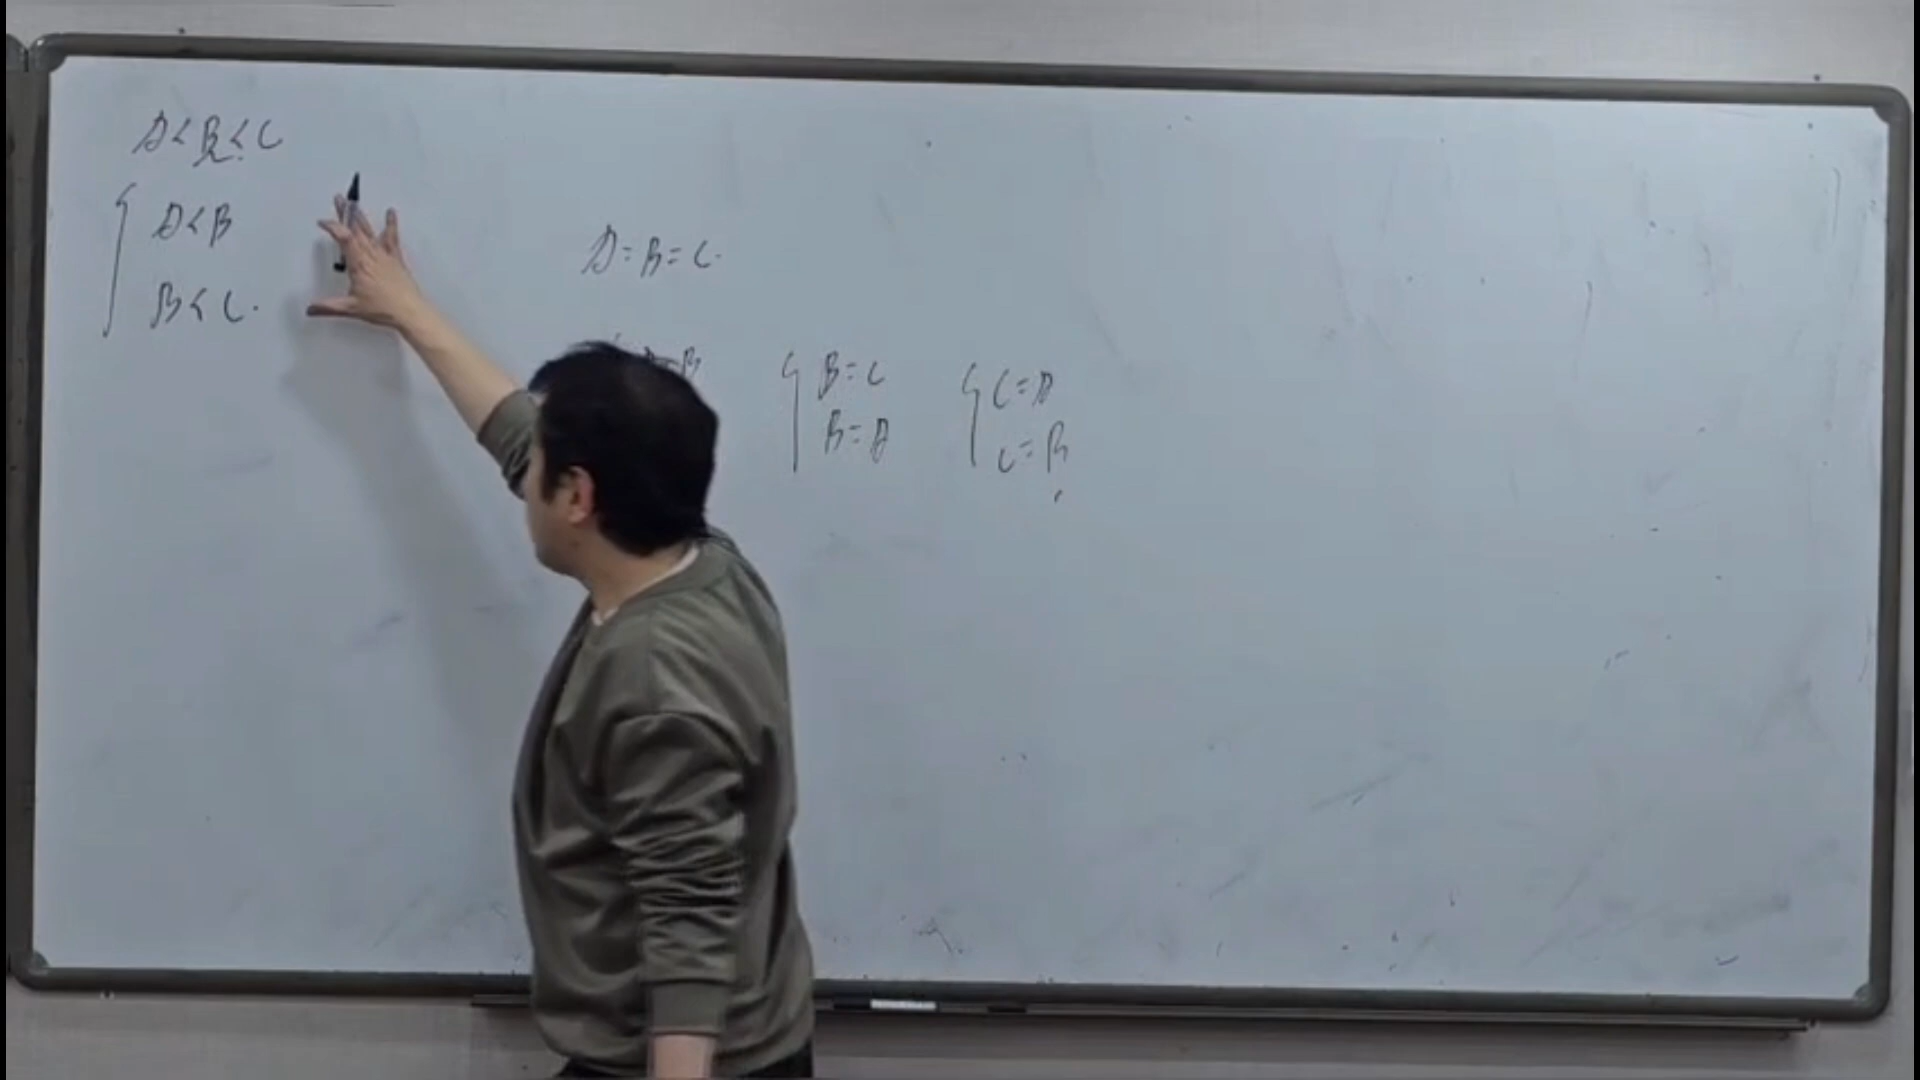 A<B<C
A<B
B<C.
A=B=C.
B=C
B=A
C=A
C=B